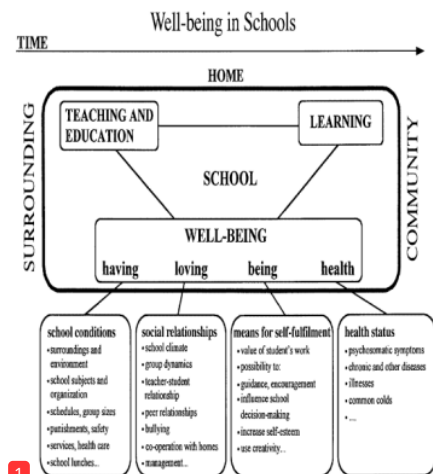 Well-being in Schools
TIME
HOME
SURROUNDING
COMMUNITY
TEACHING AND
EDUCATION
LEARNING
SCHOOL
WELL-BEING
having loving being health
school conditions
•surroundings and
environment
•school subjects and
organization
•schedules, group sizes
•punishments, safety
•services, health care
•school lunches...
social relationships
•school climate
•group dynamics
•teacher-student
relationship
•peer relationships
•bullying
•co-operation with homes
•management...
means for self-fulfilment
•value of student's work
•possibility to:
•guidance, encouragement
•influence school
decision-making
•increase self-esteem
•use creativity...
health status
•psychosomatic symptoms
•chronic and other diseases
•illnesses
•common colds
•....
1